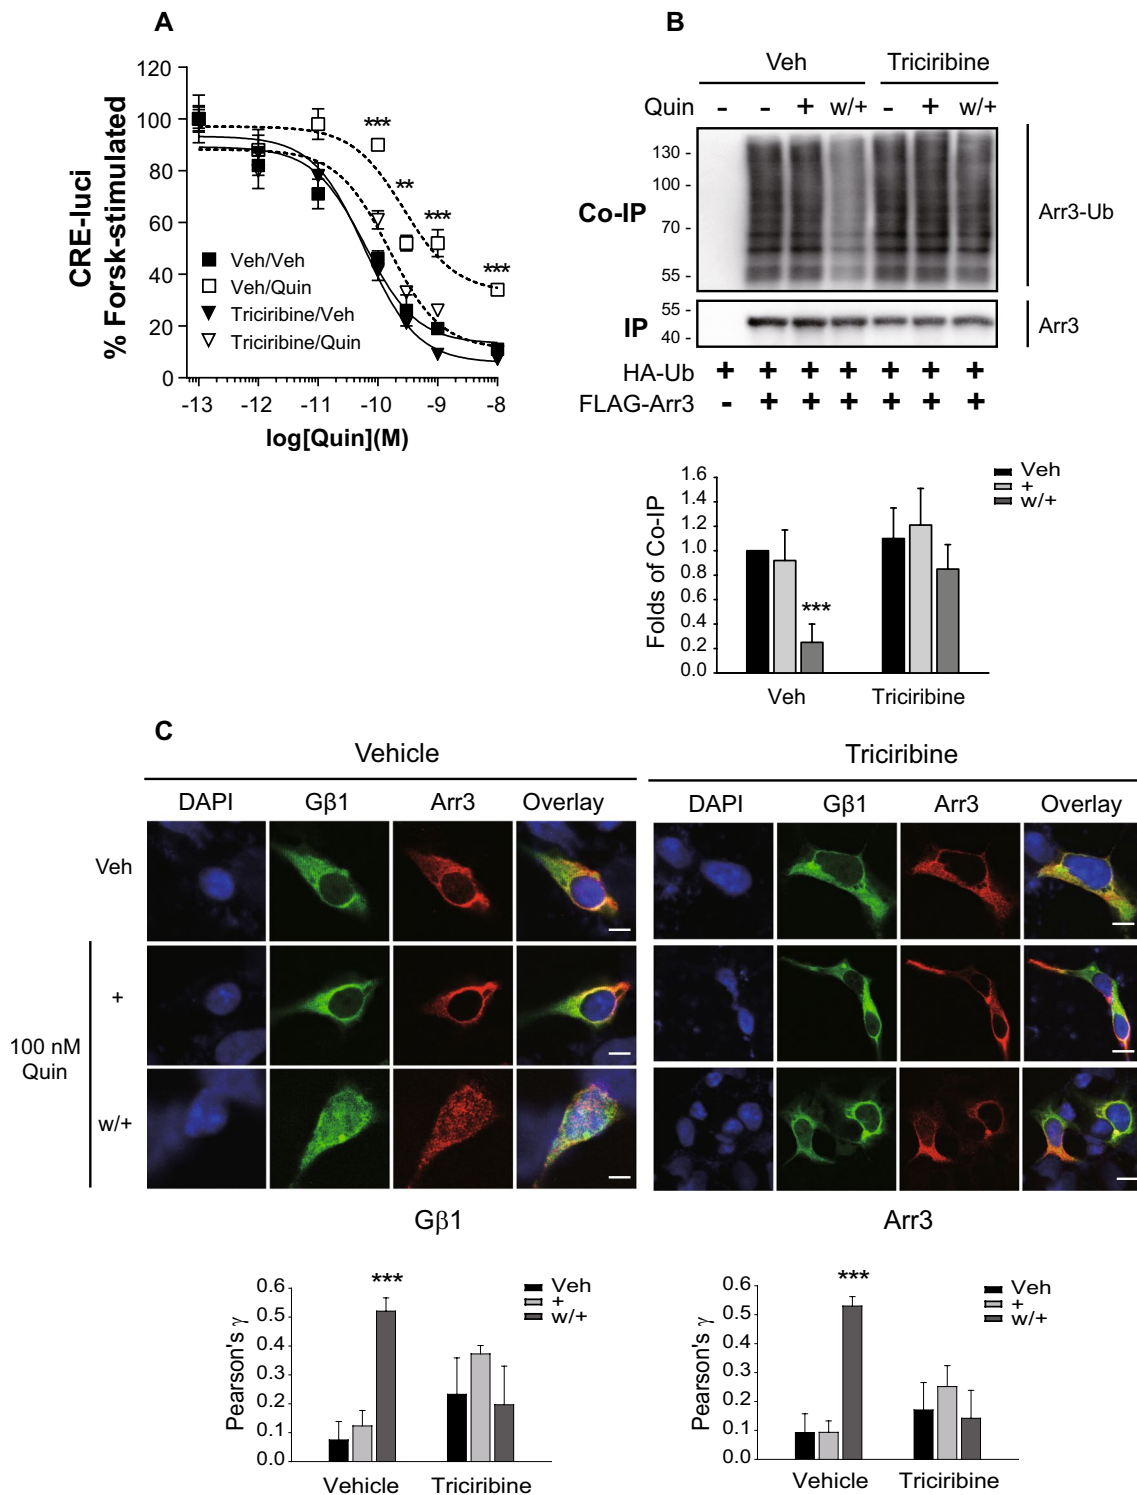 A
120
100
80
60
40
20
0
CRE-luci
% Forsk-stimulated
***
**
***
***
Veh/Veh
Veh/Quin
Triciribine/Veh
Triciribine/Quin
-13 -12 -11 -10 -9 -8
log[Quin](M)
B
Veh Triciribine
Quin - - + w/+ - + w/+
Co-IP
130 -
100 -
70 -
55 -
Arr3-Ub
IP
55 -
40 -
Arr3
HA-Ub + + + + + + +
FLAG-Arr3 - + + + + + +
Folds of Co-IP
1.6
1.4
1.2
1.0
0.8
0.6
0.4
0.2
0.0
***
Veh
+
w/+
Veh Triciribine
C
Vehicle Triciribine
DAPI Gβ1 Arr3 Overlay DAPI Gβ1 Arr3 Overlay
Veh
+
100 nM
Quin
w/+
Gβ1
Pearson's γ
0.6
0.5
0.4
0.3
0.2
0.1
0.0
***
Veh
+
w/+
Vehicle Triciribine
Arr3
Pearson's γ
0.6
0.5
0.4
0.3
0.2
0.1
0.0
***
Veh
+
w/+
Vehicle Triciribine